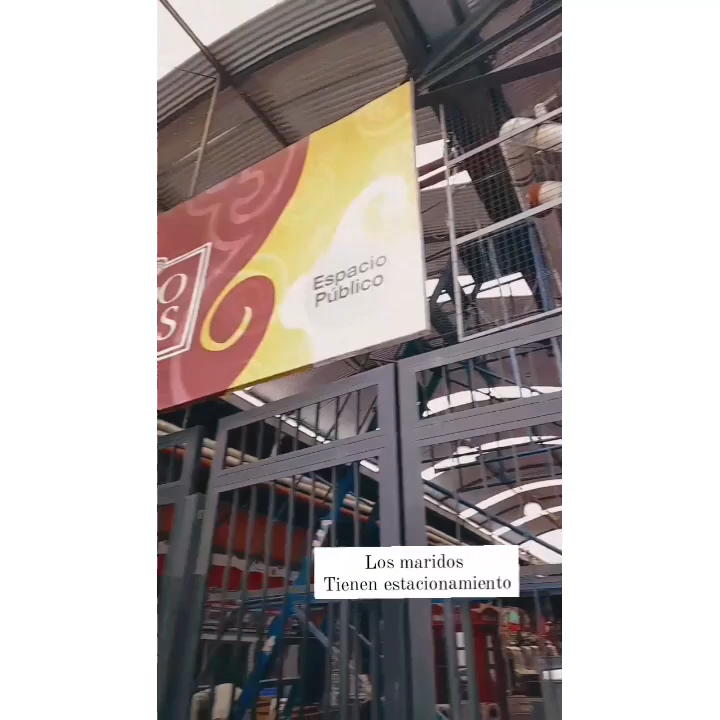 O
S
Espacio
Público
Los maridos
Tienen estacionamiento